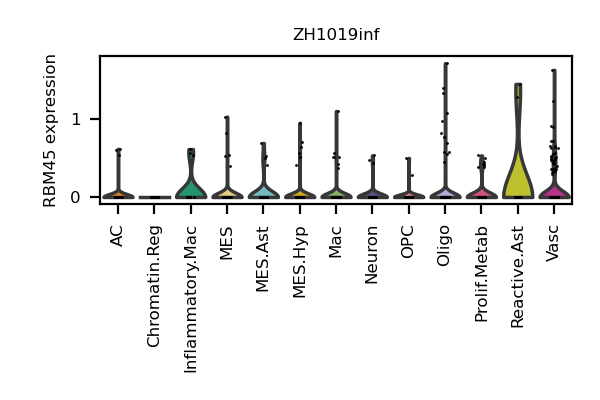 ZH1019inf
RBM45 expression
1
0
AC
Chromatin.Reg
Inflammatory.Mac
MES
MES.Ast
MES.Hyp
Mac
Neuron
OPC
Oligo
Prolif.Metab
Reactive.Ast
Vasc